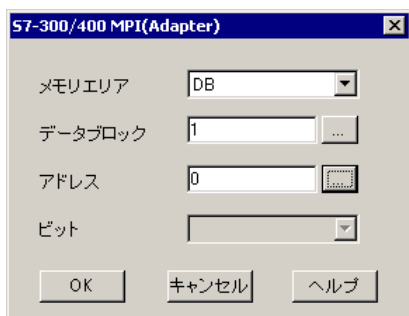 S7-300/400 MPI(Adapter)
メモリエリア DB
データブロック 1 ...
アドレス 0 ...
ビット
OK キャンセル ヘルプ